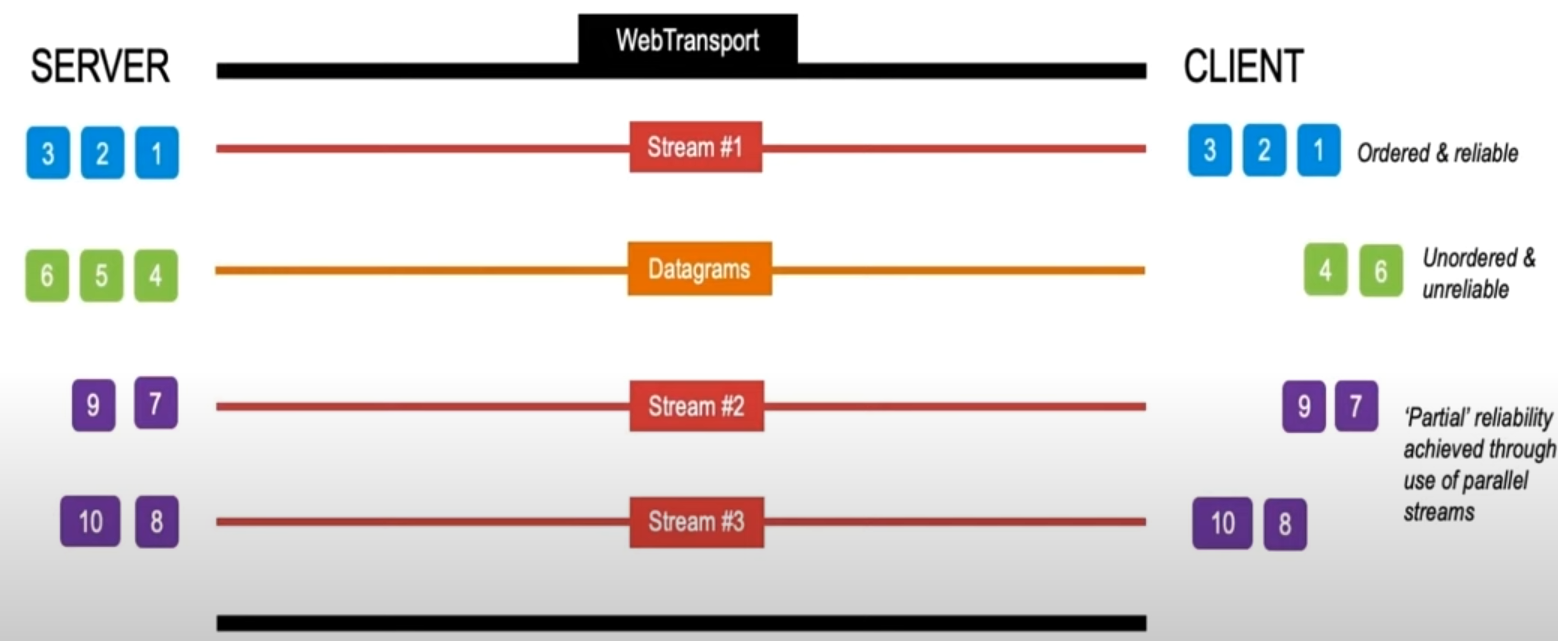 WebTransport
SERVER
CLIENT
3 2 1
Stream #1
3 2 1
Ordered & reliable
6 5 4
Datagrams
4 6
Unordered &
unreliable
9 7
Stream #2
9 7
'Partial' reliability
achieved through
use of parallel
streams
10 8
Stream #3
10 8